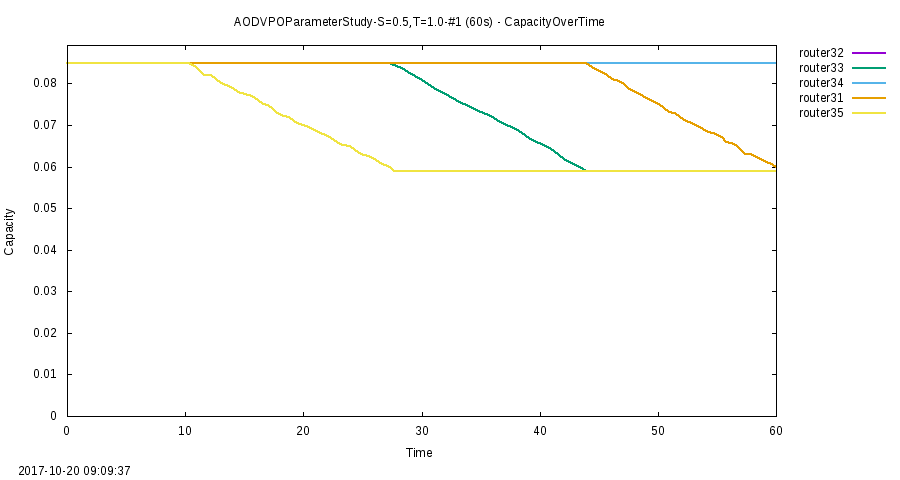 AODVPOParameterStudy-S=0.5,T=1.0-#1 (60s) - CapacityOverTime
router32
router33
router34
router31
router35
0.08
0.07
0.06
0.05
0.04
0.03
0.02
0.01
0
Capacity
0 10 20 30 40 50 60
Time
2017-10-20 09:09:37